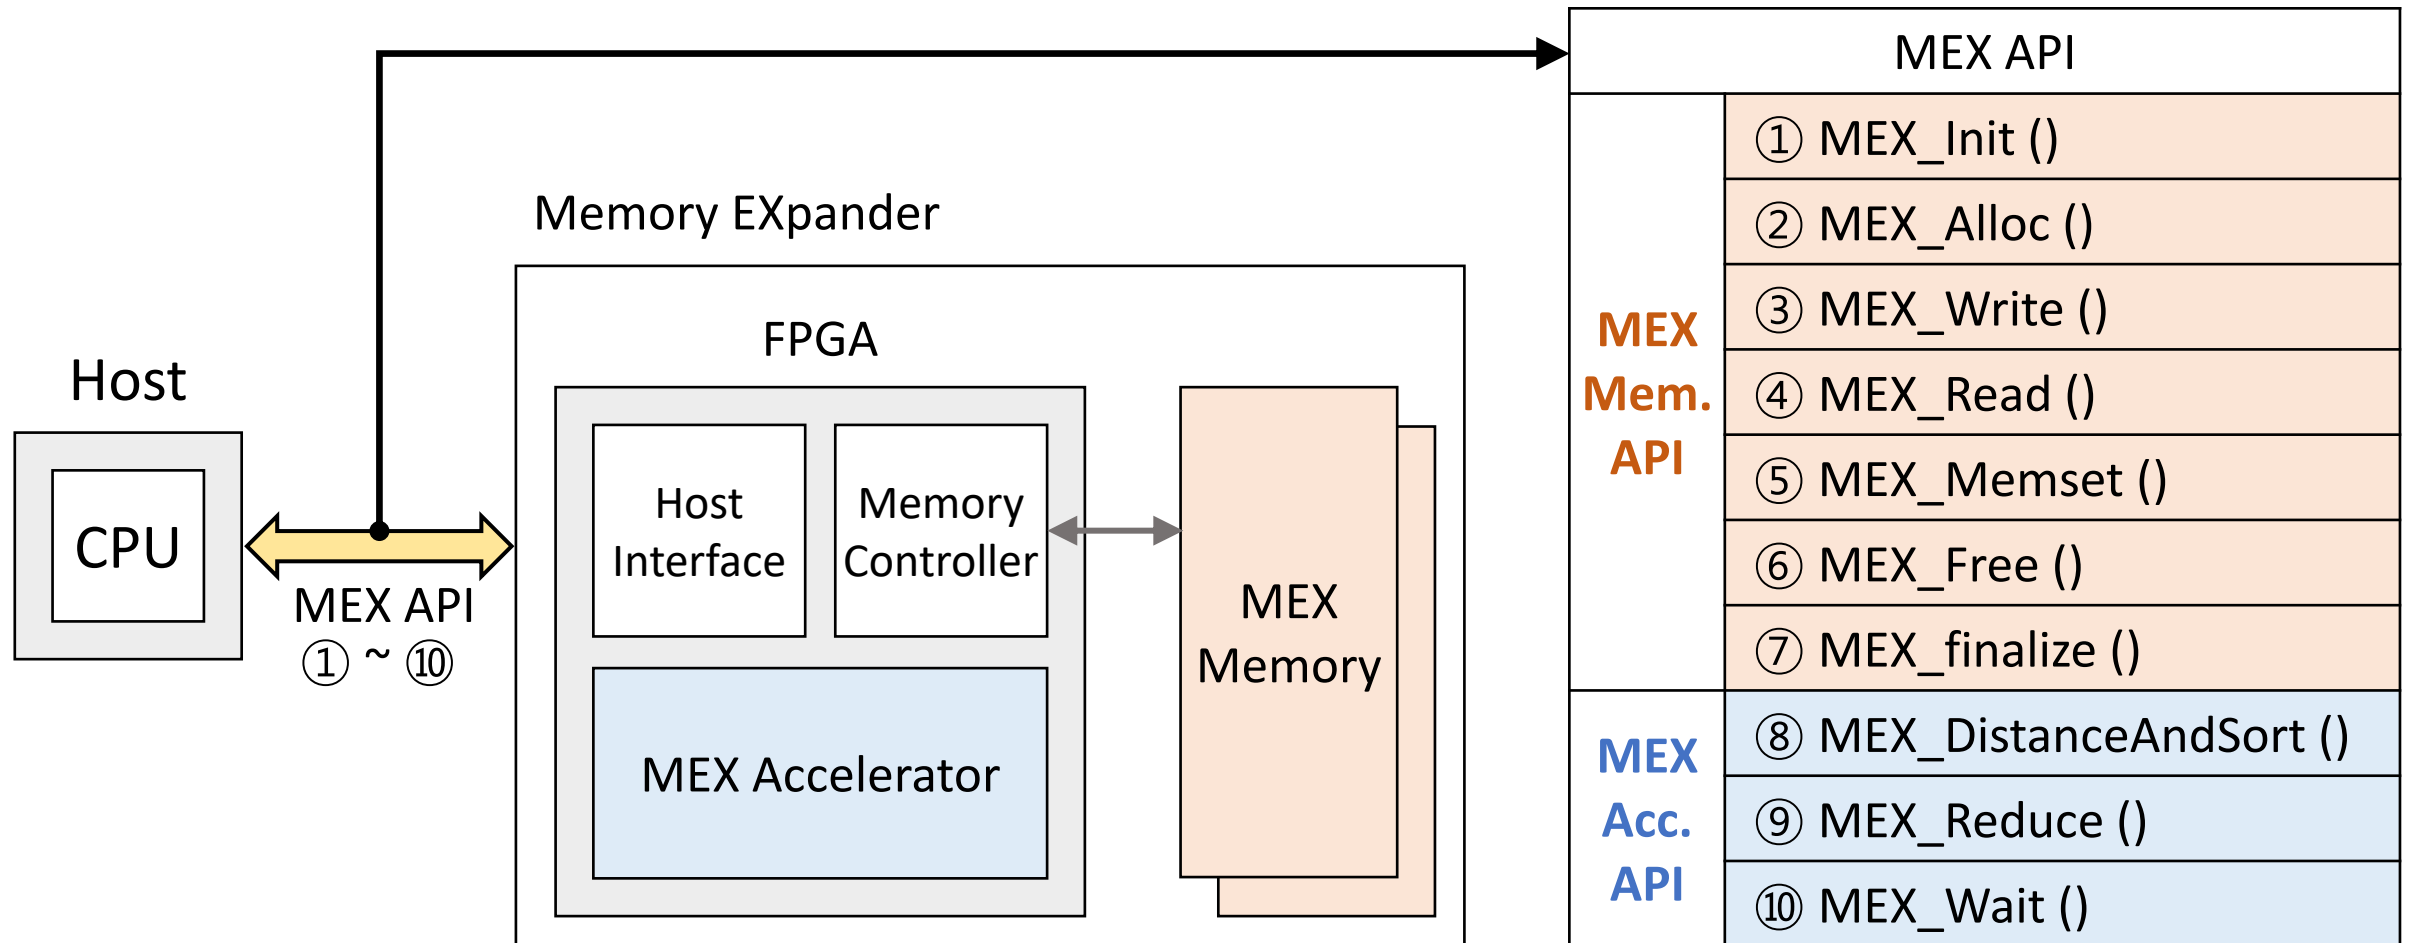 Host
CPU
MEX API
① ~ ⑩
Memory EXpander
FPGA
Host
Interface
Memory
Controller
MEX Accelerator
MEX
Memory
MEX API
MEX
Mem.
API
① MEX_Init ()
② MEX_Alloc ()
③ MEX_Write ()
④ MEX_Read ()
⑤ MEX_Memset ()
⑥ MEX_Free ()
⑦ MEX_finalize ()
MEX
Acc.
API
⑧ MEX_DistanceAndSort ()
⑨ MEX_Reduce ()
⑩ MEX_Wait ()